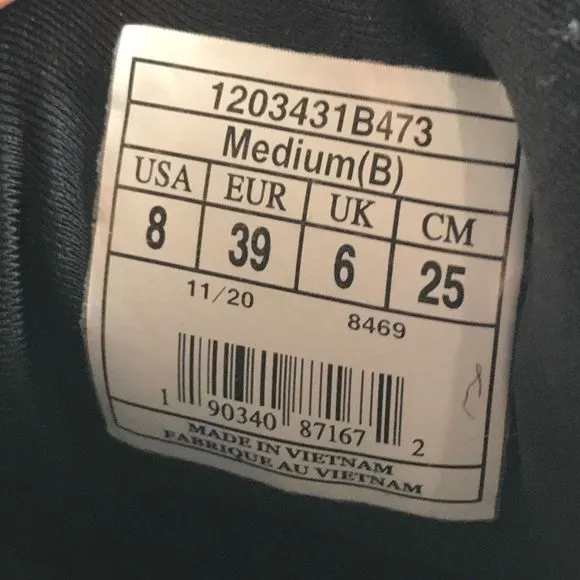 1203431B473
Medium(B)
USA EUR UK CM
8 39 6 25
11/20 8469
1 90340 87167 2
MADE IN VIETNAM
FABRIQUE AU VIETNAM